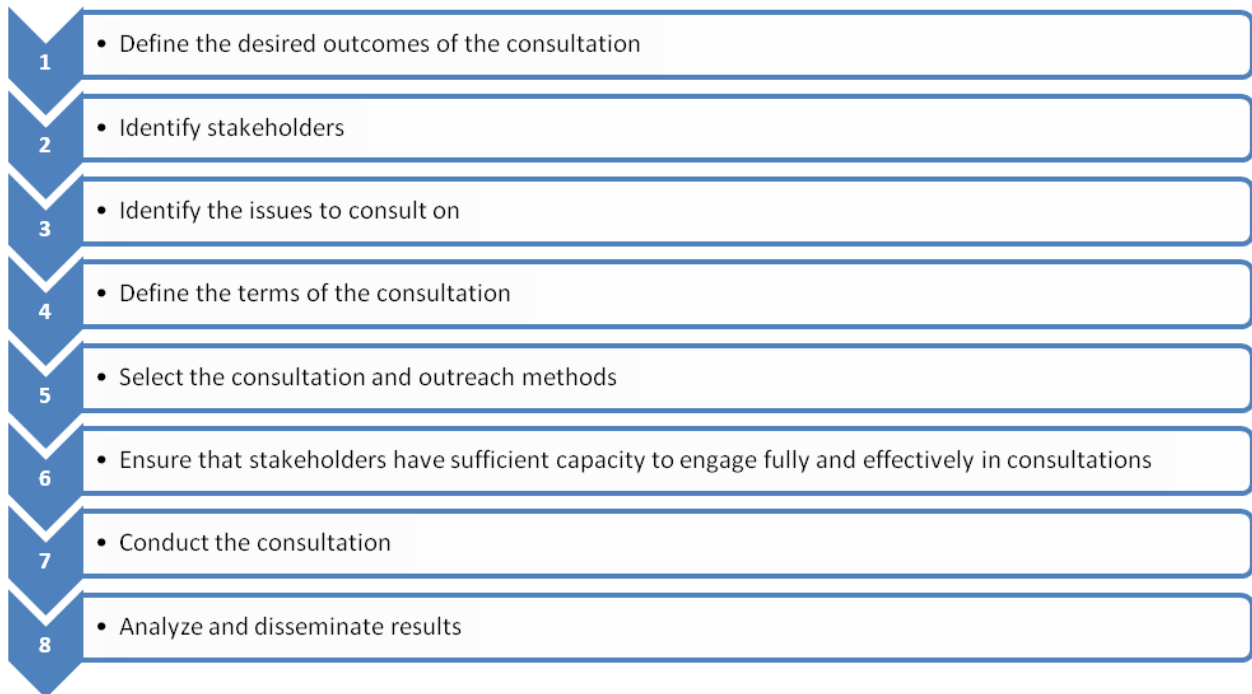 1
• Define the desired outcomes of the consultation
2
• Identify stakeholders
3
• Identify the issues to consult on
4
• Define the terms of the consultation
5
• Select the consultation and outreach methods
6
• Ensure that stakeholders have sufficient capacity to engage fully and effectively in consultations
7
• Conduct the consultation
8
• Analyze and disseminate results